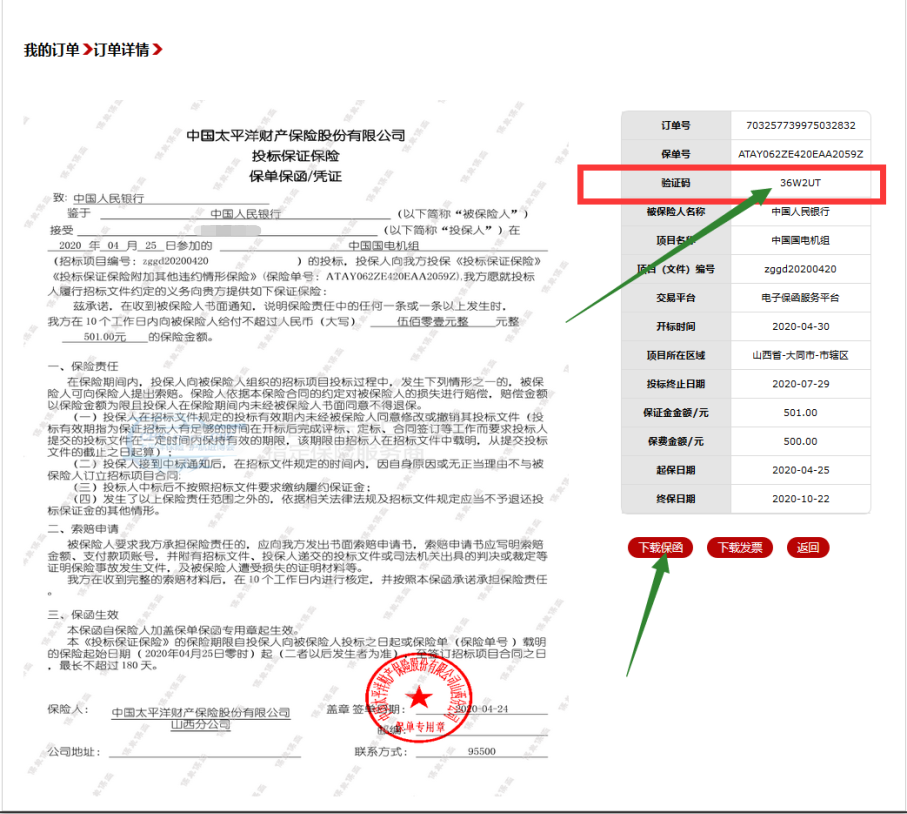 我的订单 订单详情
中国太平洋财产保险股份有限公司
投标保证保险
保单保函/凭证
致: 中国人民银行
鉴于 中国人民银行 (以下简称“被保险人”)
接受 (以下简称“投保人”) 在
2020 年 04 月 25 日参加的 中国国电机组
(招标项目编号: zggd20200420 ) 的投标, 投保人向我方投保《投标保证保险》
《投标保证保险附加其他违约情形保险》(保险单号: ATAY062ZE420EAA2059Z).我方愿就投标
人履行招标文件约定的义务向贵方提供如下保证保险:
兹承诺, 在收到被保险人书面通知, 说明保险责任中的任何一条或一条以上发生时,
我方在 10 个工作日内向被保险人给付不超过人民币 (大写) 伍佰零壹元整 元整
501.00元 的保险金额。
一、保险责任
在保险期间内, 投保人向被保险人组织的招标项目投标过程中, 发生下列情形之一的, 被保
险人可向保险人提出索赔。保险人依据本保险合同的约定对被保险人的损失进行赔偿, 赔偿金额
以保险金额为限且投保人在保险期间内未经被保险人书面同意不得退保。
(一) 投保人在招标文件规定的投标有效期内未经被保险人同意修改或撤销其投标文件 (投
标有效期指为保证招标人有足够的时间在开标后完成评标、定标、合同签订等工作而要求投标人
提交的投标文件在一定时间内保持有效的期限, 该期限由招标人在招标文件中载明, 从提交投标
文件的截止之日起算) ;
(二) 投保人接到中标通知后, 在招标文件规定的时间内, 因自身原因或无正当理由不与被
保险人订立招标项目合同;
(三) 投标人中标后不按照招标文件要求缴纳履约保证金;
(四) 发生了以上保险责任范围之外的, 依据相关法律法规及招标文件规定应当不予退还投
标保证金的其他情形。
二、索赔申请
被保险人要求我方承担保险责任的, 应向我方发出书面索赔申请书, 索赔申请书应写明索赔
金额、支付款项账号, 并附有招标文件、投保人递交的投标文件或司法机关出具的判决或裁定等
证明保险事故发生文件, 及被保险人遭受损失的证明材料等。
我方在收到完整的索赔材料后, 在 10 个工作日内进行核定, 并按照本保函承诺承担保险责任
。
三、保函生效
本保函自保险人加盖保单保函专用章起生效。
本《投标保证保险》的保险期限自投保人向被保险人投标之日起或保险单 (保险单号 ) 载明
的保险起始日期 ( 2020年04月25日零时) 起 (二者以后发生者为准) , 至签订招标项目合同之日
, 最长不超过 180 天。
保险人: 中国太平洋财产保险股份有限公司
山西分公司
盖章 签单日期: 2020-04-24
邮编:
公司地址: 联系方式: 95500
中国太平洋财产保险股份有限公司山西分公司
保单专用章
指定保险服务商
订单号 703257739975032832
保单号 ATAY062ZE420EAA2059Z
验证码 36W2UT
被保险人名称 中国人民银行
项目名称 中国国电机组
项目 (文件) 编号 zggd20200420
交易平台 电子保函服务平台
开标时间 2020-04-30
项目所在区域 山西省-大同市-市辖区
投标终止日期 2020-07-29
保证金金额/元 501.00
保费金额/元 500.00
起保日期 2020-04-25
终保日期 2020-10-22
下载保函 下载发票 返回